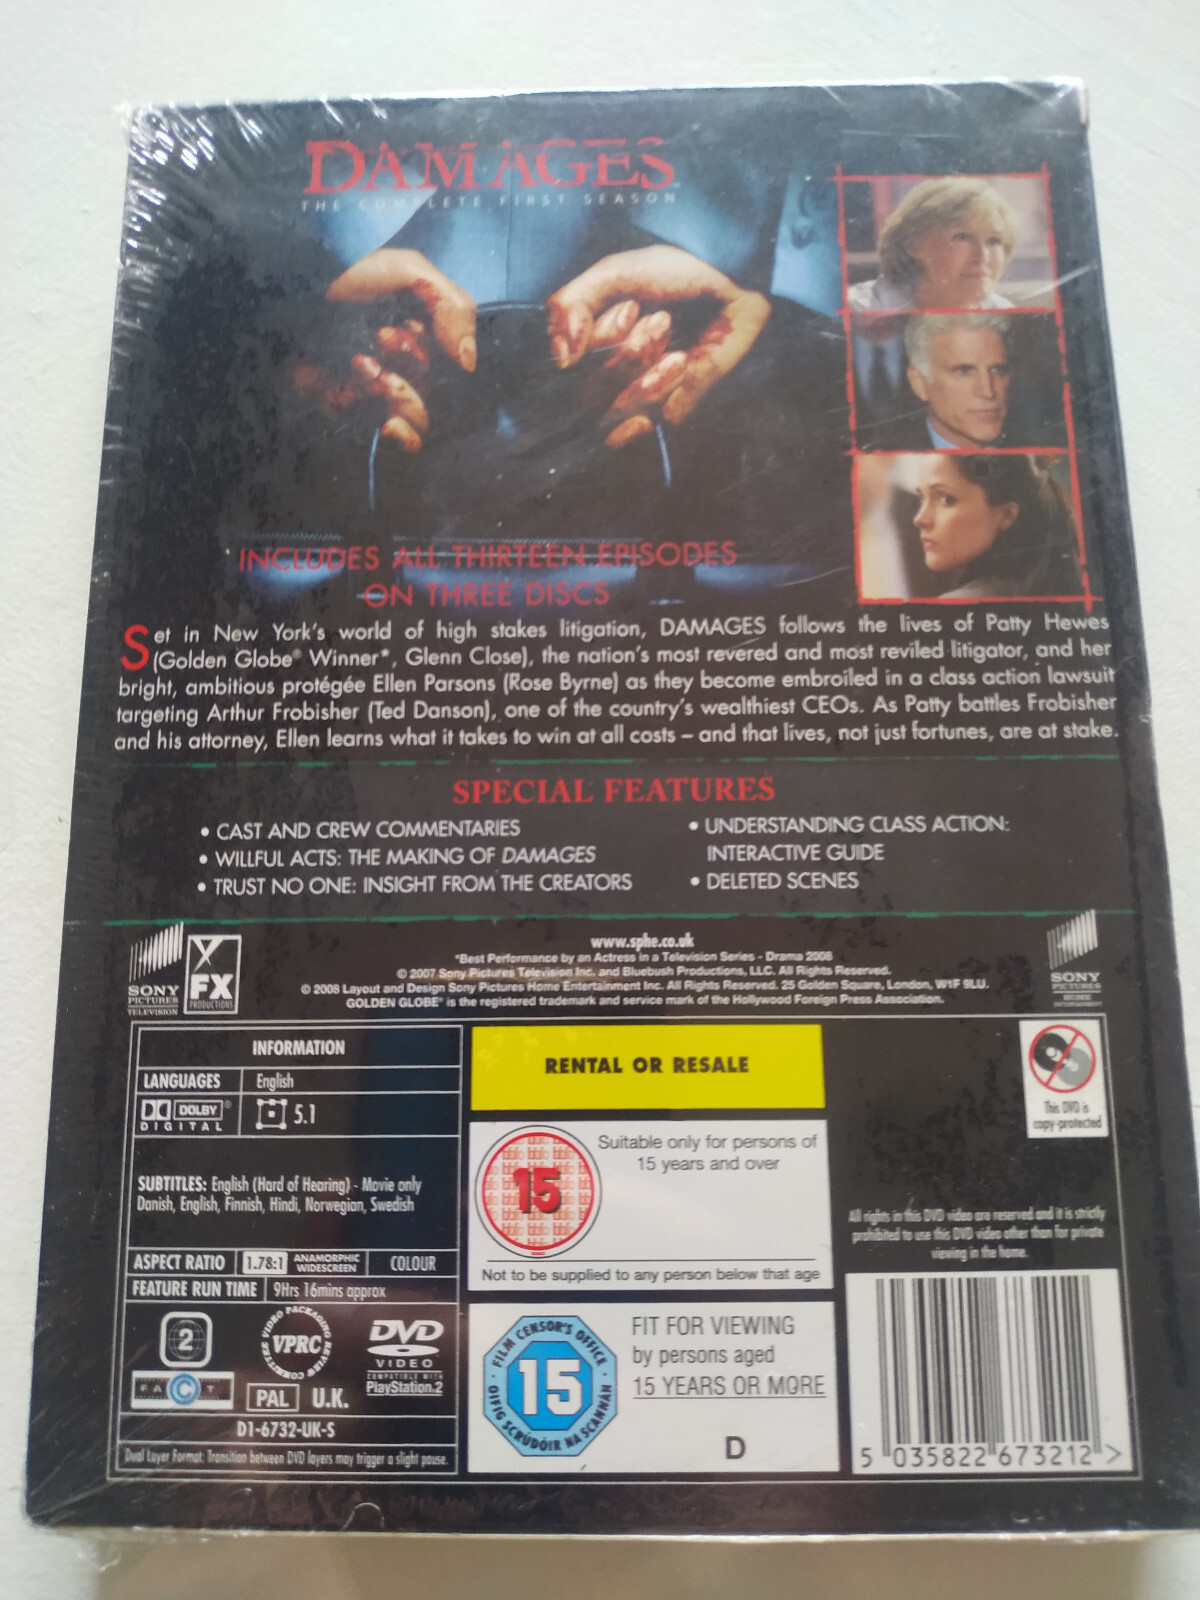 DAMAGES
THE COMPLETE FIRST SEASON
INCLUDES ALL THIRTEEN EPISODES
ON THREE DISCS
Set in New York's world of high stakes litigation, DAMAGES follows the lives of Patty Hewes
(Golden Globe® Winner*, Glenn Close), the nation's most revered and most reviled litigator, and her
bright, ambitious protégée Ellen Parsons (Rose Byrne) as they become embroiled in a class action lawsuit
targeting Arthur Frobisher (Ted Danson), one of the country's wealthiest CEOs. As Patty battles Frobisher
and his attorney, Ellen learns what it takes to win at all costs – and that lives, not just fortunes, are at stake.
SPECIAL FEATURES
• CAST AND CREW COMMENTARIES
• WILLFUL ACTS: THE MAKING OF DAMAGES
• TRUST NO ONE: INSIGHT FROM THE CREATORS
• UNDERSTANDING CLASS ACTION:
INTERACTIVE GUIDE
• DELETED SCENES
SONY
PICTURES
TELEVISION
FX
PRODUCTIONS
www.sphe.co.uk
*Best Performance by an Actress in a Television Series - Drama 2008
© 2007 Sony Pictures Television Inc. and Bluebush Productions, LLC. All Rights Reserved.
© 2008 Layout and Design Sony Pictures Home Entertainment Inc. All Rights Reserved. 25 Golden Square, London, W1F 9LU.
GOLDEN GLOBE® is the registered trademark and service mark of the Hollywood Foreign Press Association.
SONY
PICTURES
HOME
ENTERTAINMENT
INFORMATION
LANGUAGES English
DOLBY®
DIGITAL
5.1
SUBTITLES: English (Hard of Hearing) - Movie only
Danish, English, Finnish, Hindi, Norwegian, Swedish
ASPECT RATIO 1.78:1 ANAMORPHIC
WIDESCREEN COLOUR
FEATURE RUN TIME 9Hrs 16mins approx
2
FACT
VIDEO PACKAGING REVIEW COMMITTEE
VPRC
PAL U.K.
DVD
VIDEO
COMPATIBLE WITH
PlayStation.2
D1-6732-UK-S
Dual Layer Format. Transition between DVD layers may trigger a slight pause.
RENTAL OR RESALE
15
Suitable only for persons of
15 years and over
Not to be supplied to any person below that age
FILM CENSOR'S OFFICE
15
OIFIG SCRÚDÓIR NA SCANNÁN
FIT FOR VIEWING
by persons aged
15 YEARS OR MORE
D
This DVD is
copy-protected
All rights in this DVD video are reserved and it is strictly
prohibited to use this DVD video other than for private
viewing in the home.
5 035822 673212 >